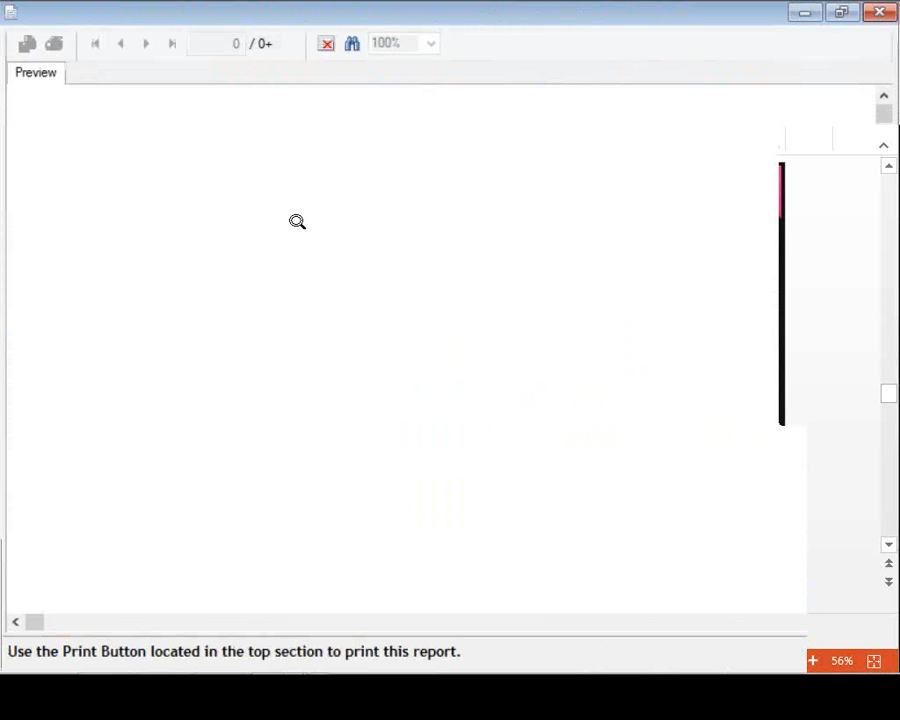 0 / 0+ 100%
Preview
Use the Print Button located in the top section to print this report.
56%